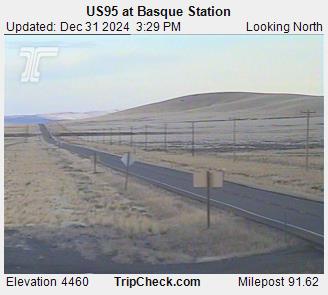 US95 at Basque Station
Updated: Dec 31 2024 3:29 PM Looking North
Elevation 4460 TripCheck.com Milepost 91.62